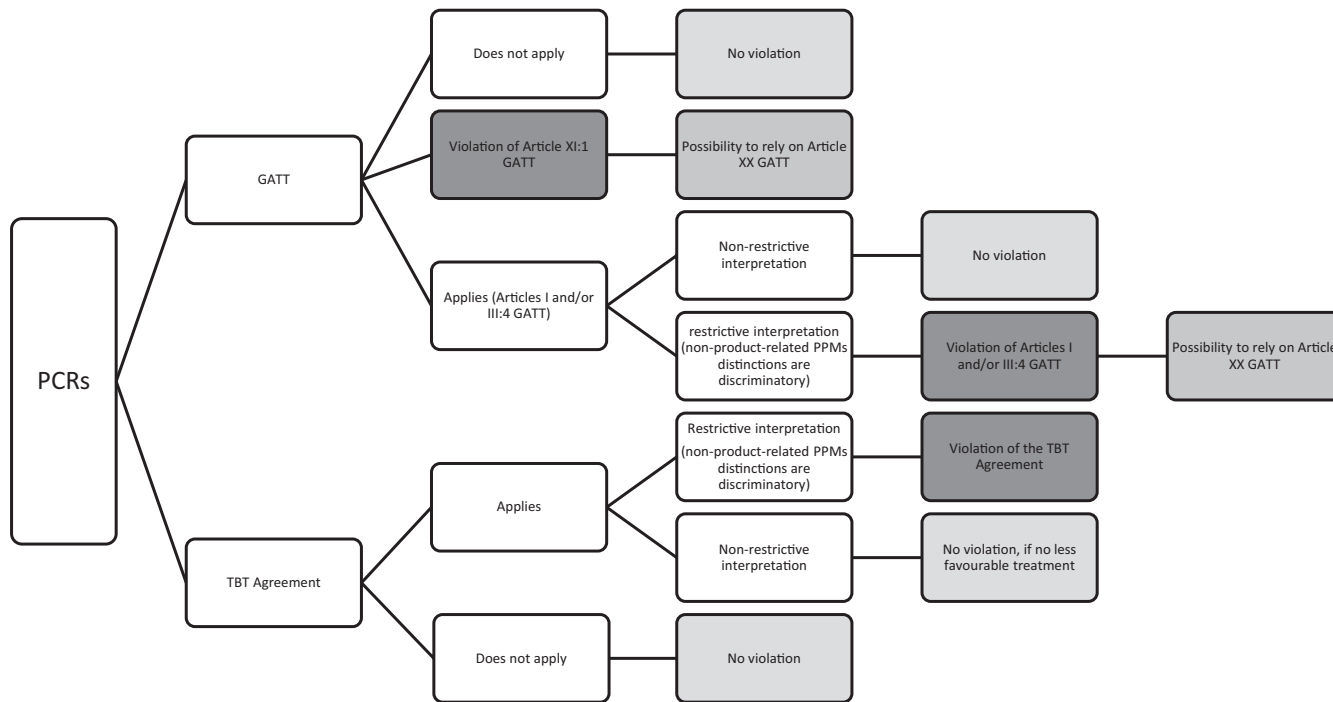 PCRs
GATT
Does not apply
No violation
Violation of Article XI:1
GATT
Possibility to rely on Article
XX GATT
Applies (Articles I and/or
III:4 GATT)
Non-restrictive
interpretation
No violation
restrictive interpretation
(non-product-related PPMs
distinctions are
discriminatory)
Violation of Articles I
and/or III:4 GATT
Possibility to rely on Article
XX GATT
TBT Agreement
Applies
Restrictive interpretation
(non-product-related PPMs
distinctions are
discriminatory)
Violation of the TBT
Agreement
Non-restrictive
interpretation
No violation, if no less
favourable treatment
Does not apply
No violation